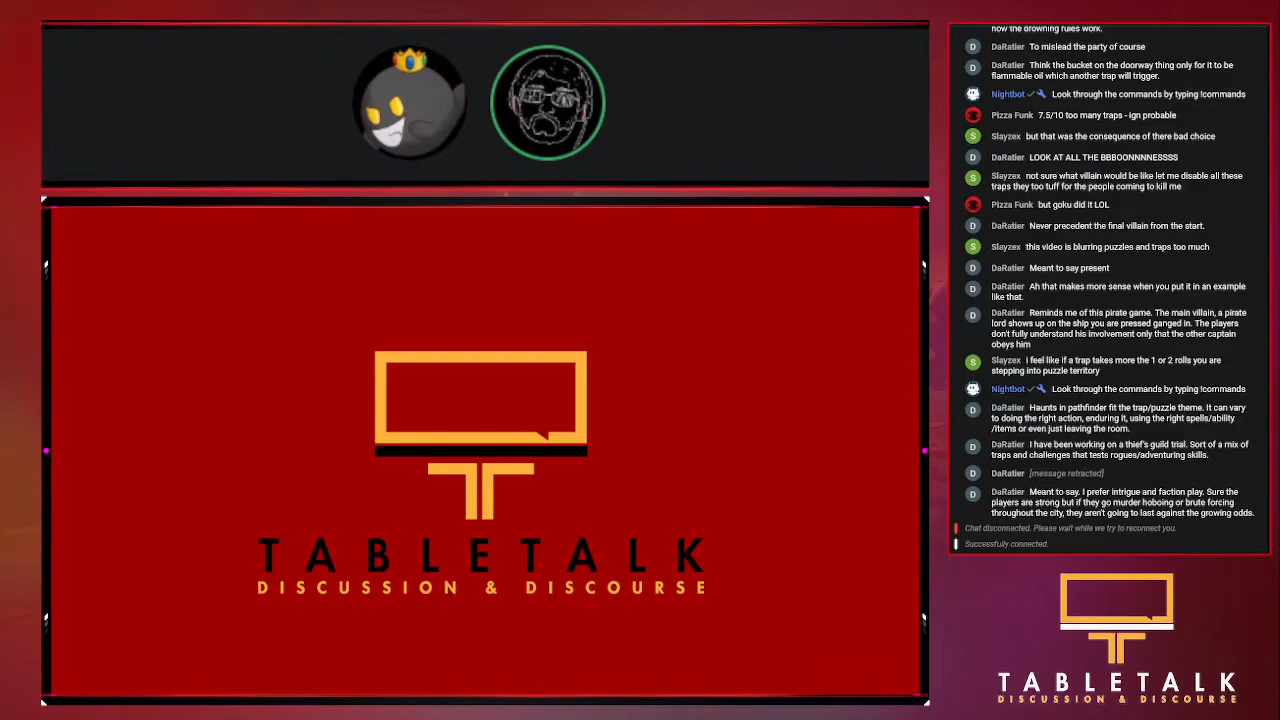 TABLETALK
DISCUSSION & DISCOURSE
now the drowning rules work.
D DaRatier To mislead the party of course
D DaRatier Think the bucket on the doorway thing only for it to be
flammable oil which another trap will trigger.
Nightbot Look through the commands by typing !commands
Pizza Funk 7.5/10 too many traps - ign probable
S Slayzex but that was the consequence of there bad choice
D DaRatier LOOK AT ALL THE BBBOONNNNESSSS
S Slayzex not sure what villain would be like let me disable all these
traps they too tuff for the people coming to kill me
Pizza Funk but goku did it LOL
D DaRatier Never precedent the final villain from the start.
S Slayzex this video is blurring puzzles and traps too much
D DaRatier Meant to say present
D DaRatier Ah that makes more sense when you put it in an example
like that.
D DaRatier Reminds me of this pirate game. The main villain, a pirate
lord shows up on the ship you are pressed ganged in. The players
don't fully understand his involvement only that the other captain
obeys him
S Slayzex i feel like if a trap takes more the 1 or 2 rolls you are
stepping into puzzle territory
Nightbot Look through the commands by typing !commands
D DaRatier Haunts in pathfinder fit the trap/puzzle theme. It can vary
to doing the right action, enduring it, using the right spells/ability
/items or even just leaving the room.
D DaRatier I have been working on a thief's guild trial. Sort of a mix of
traps and challenges that tests rogues/adventuring skills.
D DaRatier [message retracted]
D DaRatier Meant to say. I prefer intrigue and faction play. Sure the
players are strong but if they go murder hoboing or brute forcing
throughout the city, they aren't going to last against the growing odds.
Chat disconnected. Please wait while we try to reconnect you.
Successfully connected.
TABLETALK
DISCUSSION & DISCOURSE